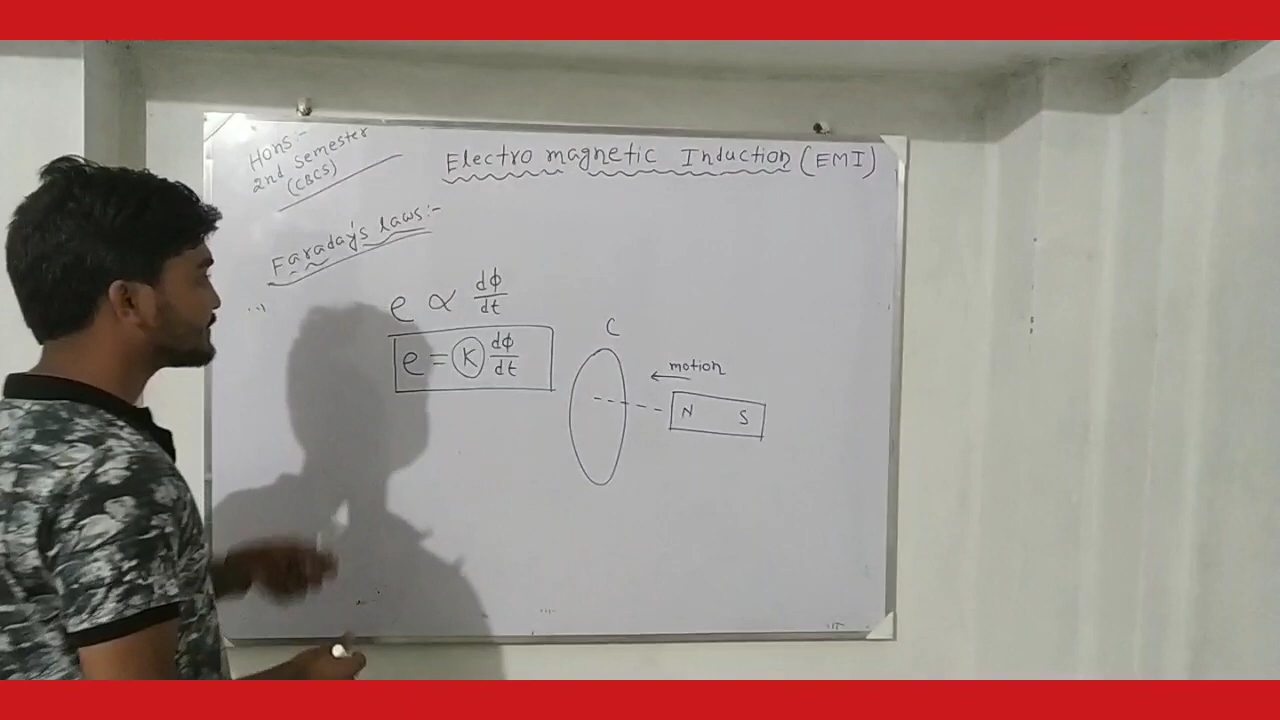 Hons:-
2nd Semester
(CBCS)
Electro magnetic Induction (EMI)
Faraday's laws:-
e ∝ dϕ/dt
e = K dϕ/dt
C
motion
N S